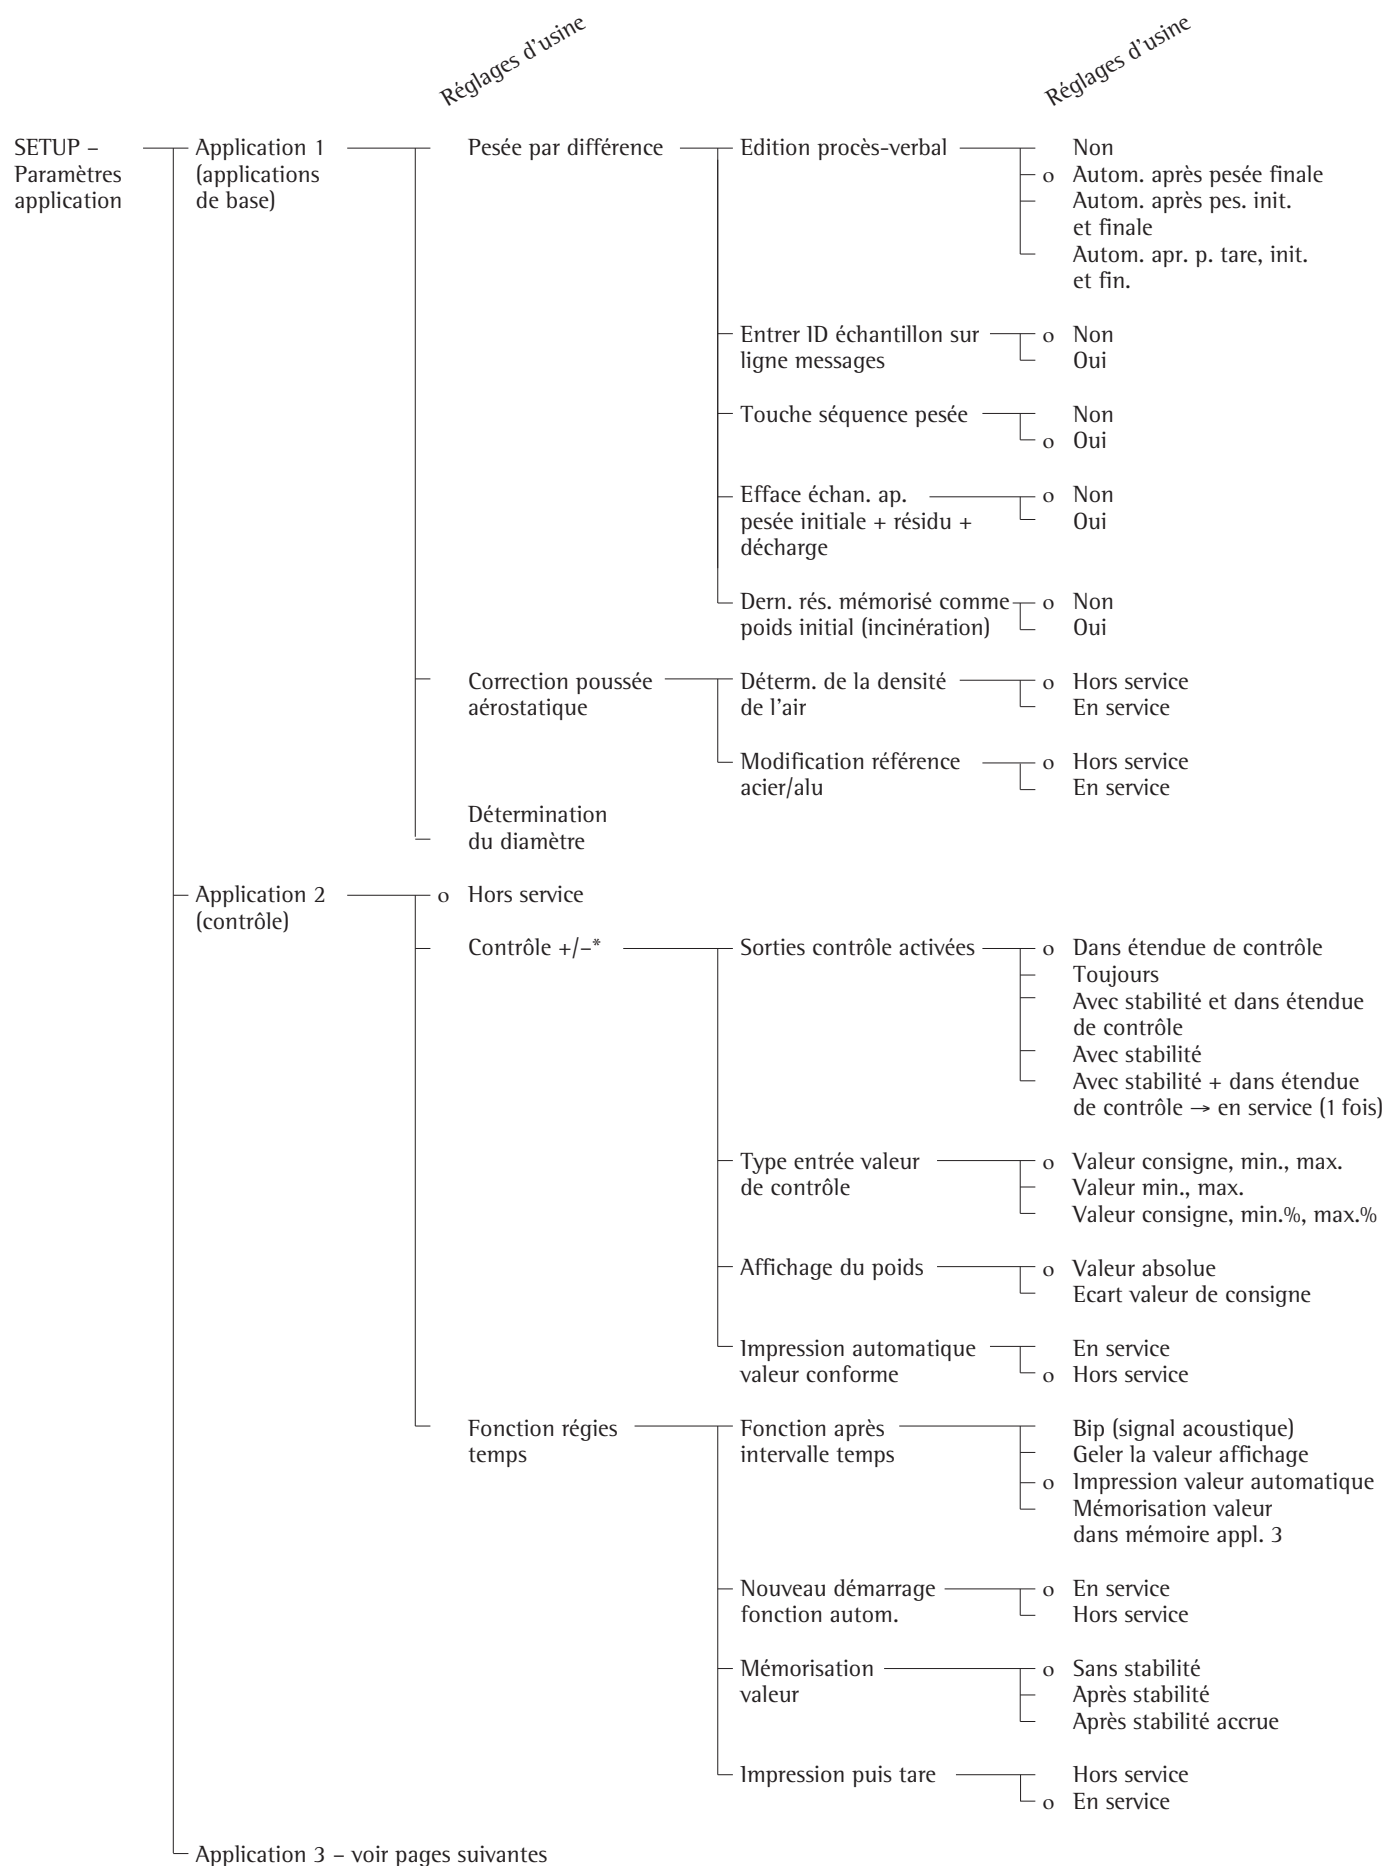 Réglages d'usine
Réglages d'usine
SETUP –
Paramètres
application
Application 1
(applications
de base)
Pesée par différence
Edition procès-verbal
Non
o Autom. après pesée finale
Autom. après pes. init.
et finale
Autom. apr. p. tare, init.
et fin.
Entrer ID échantillon sur
ligne messages
o Non
Oui
Touche séquence pesée
Non
o Oui
Efface échan. ap.
pesée initiale + résidu +
décharge
o Non
Oui
Dern. rés. mémorisé comme
poids initial (incinération)
o Non
Oui
Correction poussée
aérostatique
Déterm. de la densité
de l'air
o Hors service
En service
Modification référence
acier/alu
o Hors service
En service
Détermination
du diamètre
Application 2
(contrôle)
o Hors service
Contrôle +/–*
Sorties contrôle activées
o Dans étendue de contrôle
Toujours
Avec stabilité et dans étendue
de contrôle
Avec stabilité
Avec stabilité + dans étendue
de contrôle → en service (1 fois)
Type entrée valeur
de contrôle
o Valeur consigne, min., max.
Valeur min., max.
Valeur consigne, min.%, max.%
Affichage du poids
o Valeur absolue
Ecart valeur de consigne
Impression automatique
valeur conforme
En service
o Hors service
Fonction régies
temps
Fonction après
intervalle temps
Bip (signal acoustique)
Geler la valeur affichage
o Impression valeur automatique
Mémorisation valeur
dans mémoire appl. 3
Nouveau démarrage
fonction autom.
o En service
Hors service
Mémorisation
valeur
o Sans stabilité
Après stabilité
Après stabilité accrue
Impression puis tare
Hors service
o En service
Application 3 – voir pages suivantes